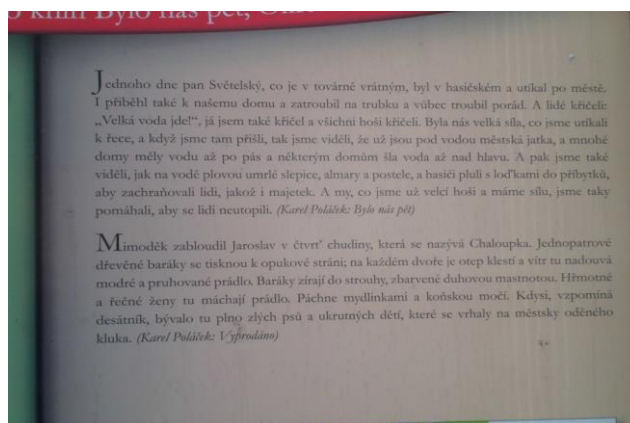 o knih Bylo nás pět,
Jednoho dne pan Světelský, co je v továrně vrátným, byl v hasičském a utíkal po městě.
I přiběhl také k našemu domu a zatroubil na trubku a vůbec troubil porád. A lidé křičeli:
„Velká voda jde!“, já jsem také křičel a všichni hoši křičeli. Byla nás velká síla, co jsme utíkali
k řece, a když jsme tam přišli, tak jsme viděli, že už jsou pod vodou městská jatka, a mnohé
domy měly vodu až po pás a některým domům šla voda až nad hlavu. A pak jsme také
viděli, jak na vodě plovou umrlé slepice, almary a postele, a hasiči pluli s loďkami do příbytků,
aby zachraňovali lidi, jakož i majetek. A my, co jsme už velcí hoši a máme sílu, jsme taky
pomáhali, aby se lidi neutopili. (Karel Poláček: Bylo nás pět)
Mimoděk zabloudil Jaroslav v čtvrť chudiny, která se nazývá Chaloupka. Jednopatrové
dřevěné baráky se tisknou k opukové stráni; na každém dvoře je otep klestí a vítr tu nadouvá
modré a pruhované prádlo. Baráky zírají do strouhy, zbarvené duhovou mastnotou. Hřmotné
a řečné ženy tu máchají prádlo. Páchne mydlinkami a koňskou močí. Kdysi, vzpomíná
desátník, bývalo tu plno zlých psů a ukrutných dětí, které se vrhaly na městsky oděného
kluka. (Karel Poláček: Vyprodáno)